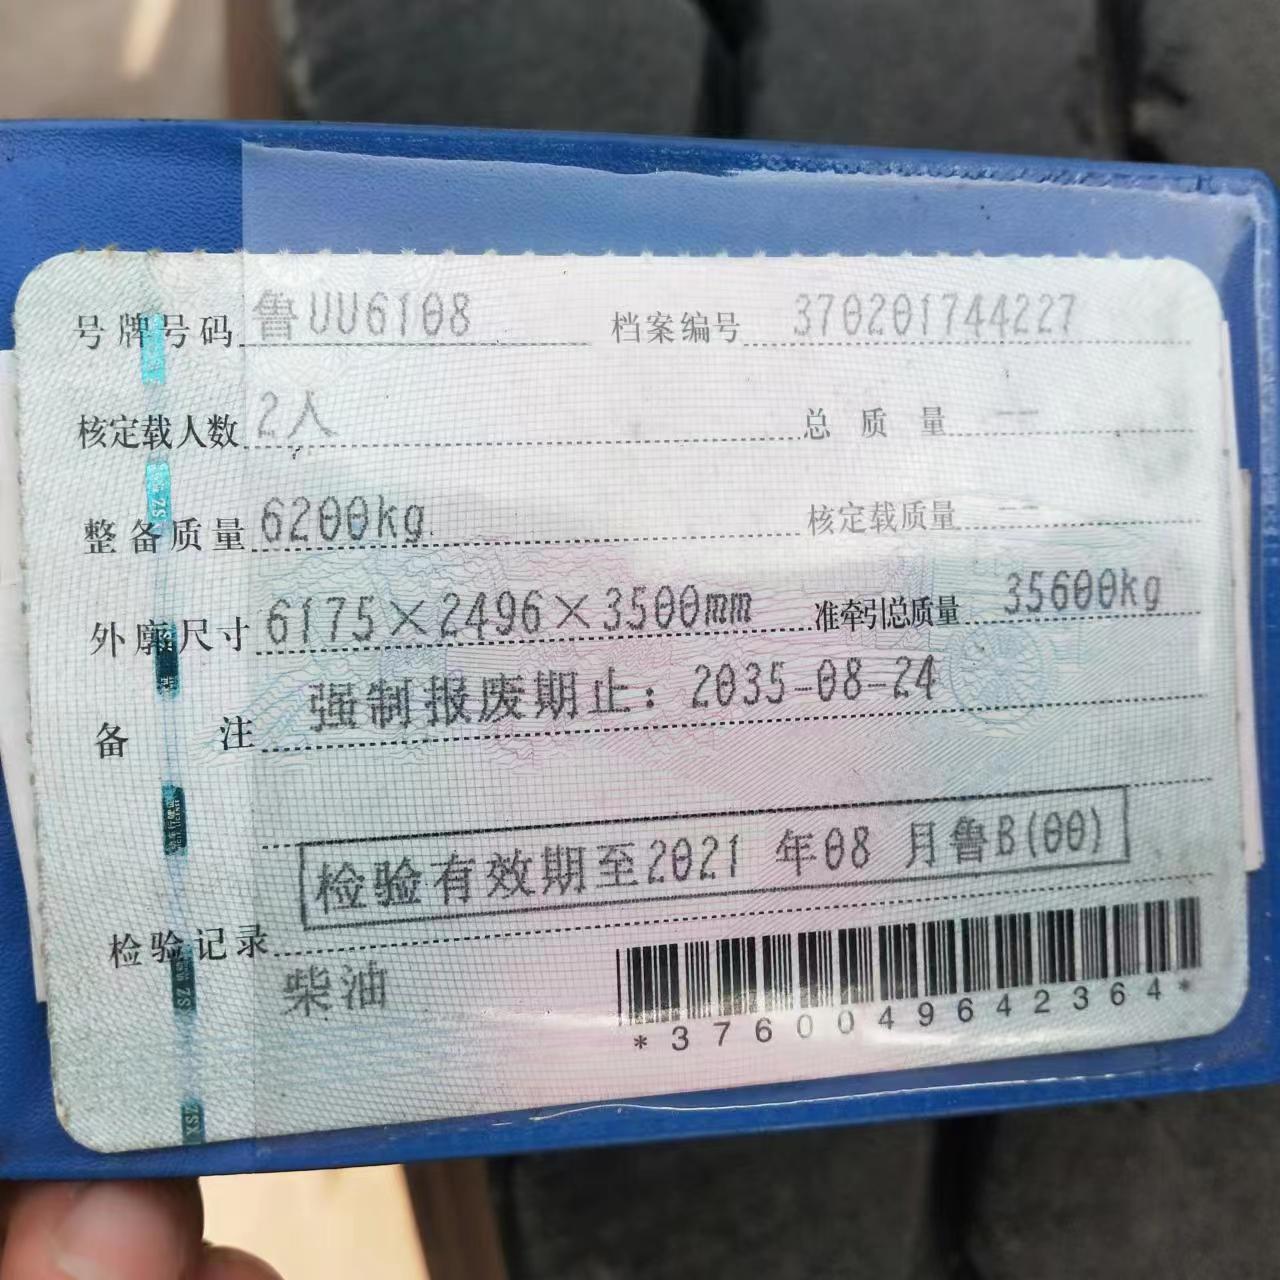 号牌号码 鲁UU6108 档案编号 370201744227
核定载人数 2人 总质量 --
整备质量 6200kg 核定载质量 --
外廓尺寸 6175×2496×3500mm 准牵引总质量 35600kg
备注 强制报废期止：2035-08-24
检验有效期至2021 年08 月鲁B(00)
检验记录
柴油
*3760049642364*